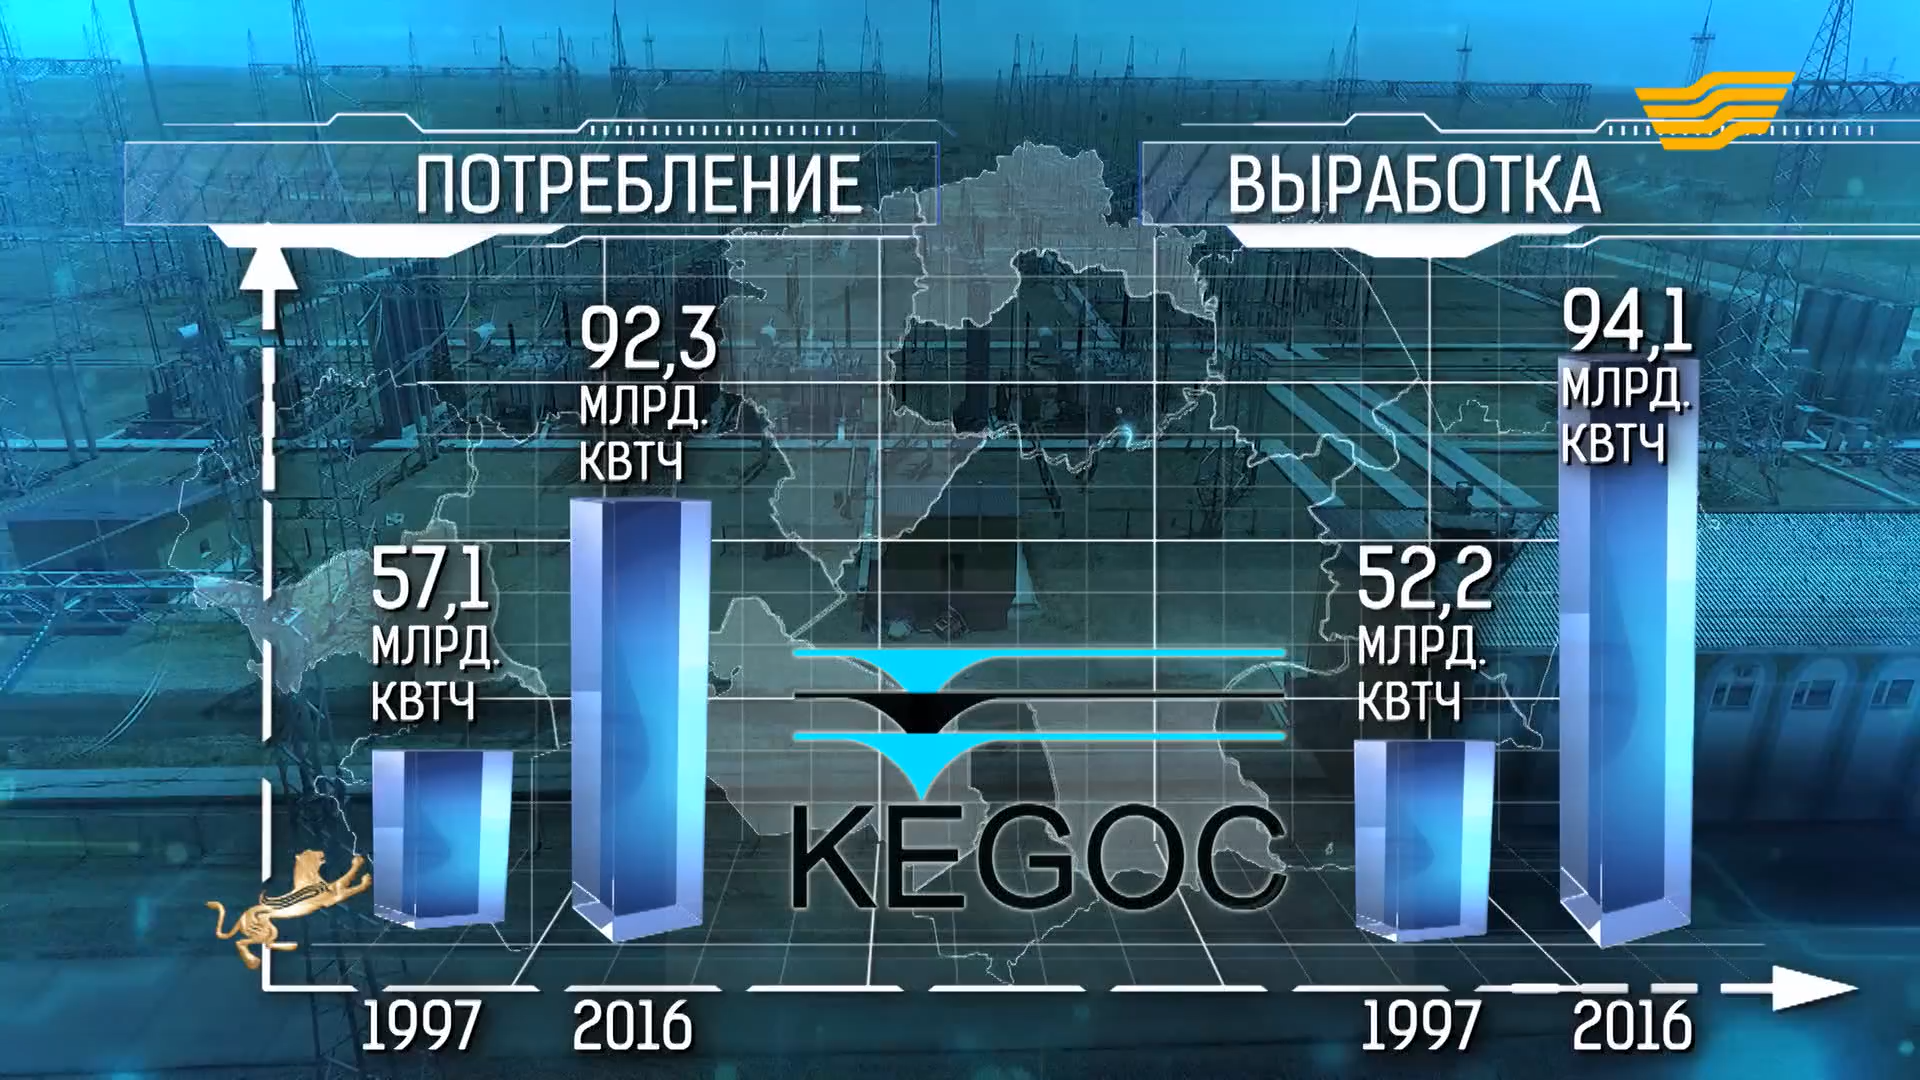 ПОТРЕБЛЕНИЕ
57,1
МЛРД.
КВТЧ
92,3
МЛРД.
КВТЧ
1997
2016
KEGOC
ВЫРАБОТКА
52,2
МЛРД.
КВТЧ
94,1
МЛРД.
КВТЧ
1997
2016